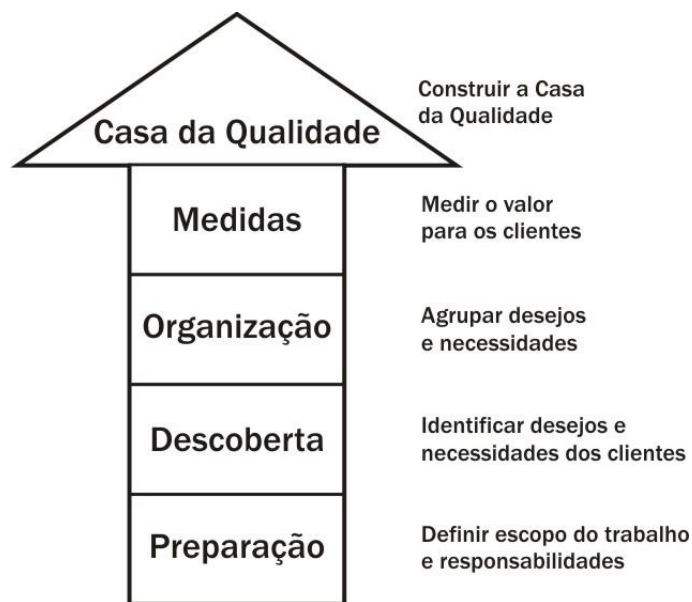 Construir a Casa
da Qualidade
Casa da Qualidade
Medidas
Medir o valor
para os clientes
Organização
Agrupar desejos
e necessidades
Descoberta
Identificar desejos e
necessidades dos clientes
Preparação
Definir escopo do trabalho
e responsabilidades